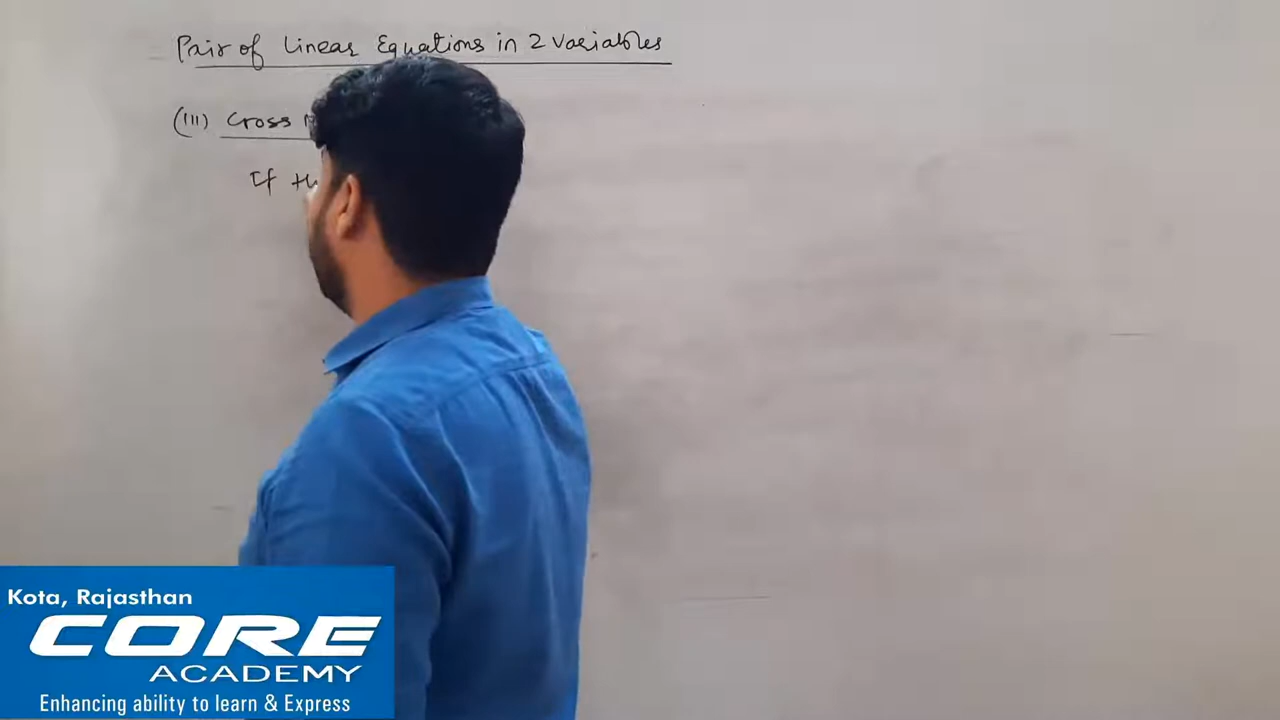 Pair of Linear Equations in 2 Variables
(III) Cross
If
Kota, Rajasthan
CORE
ACADEMY
Enhancing ability to learn & Express